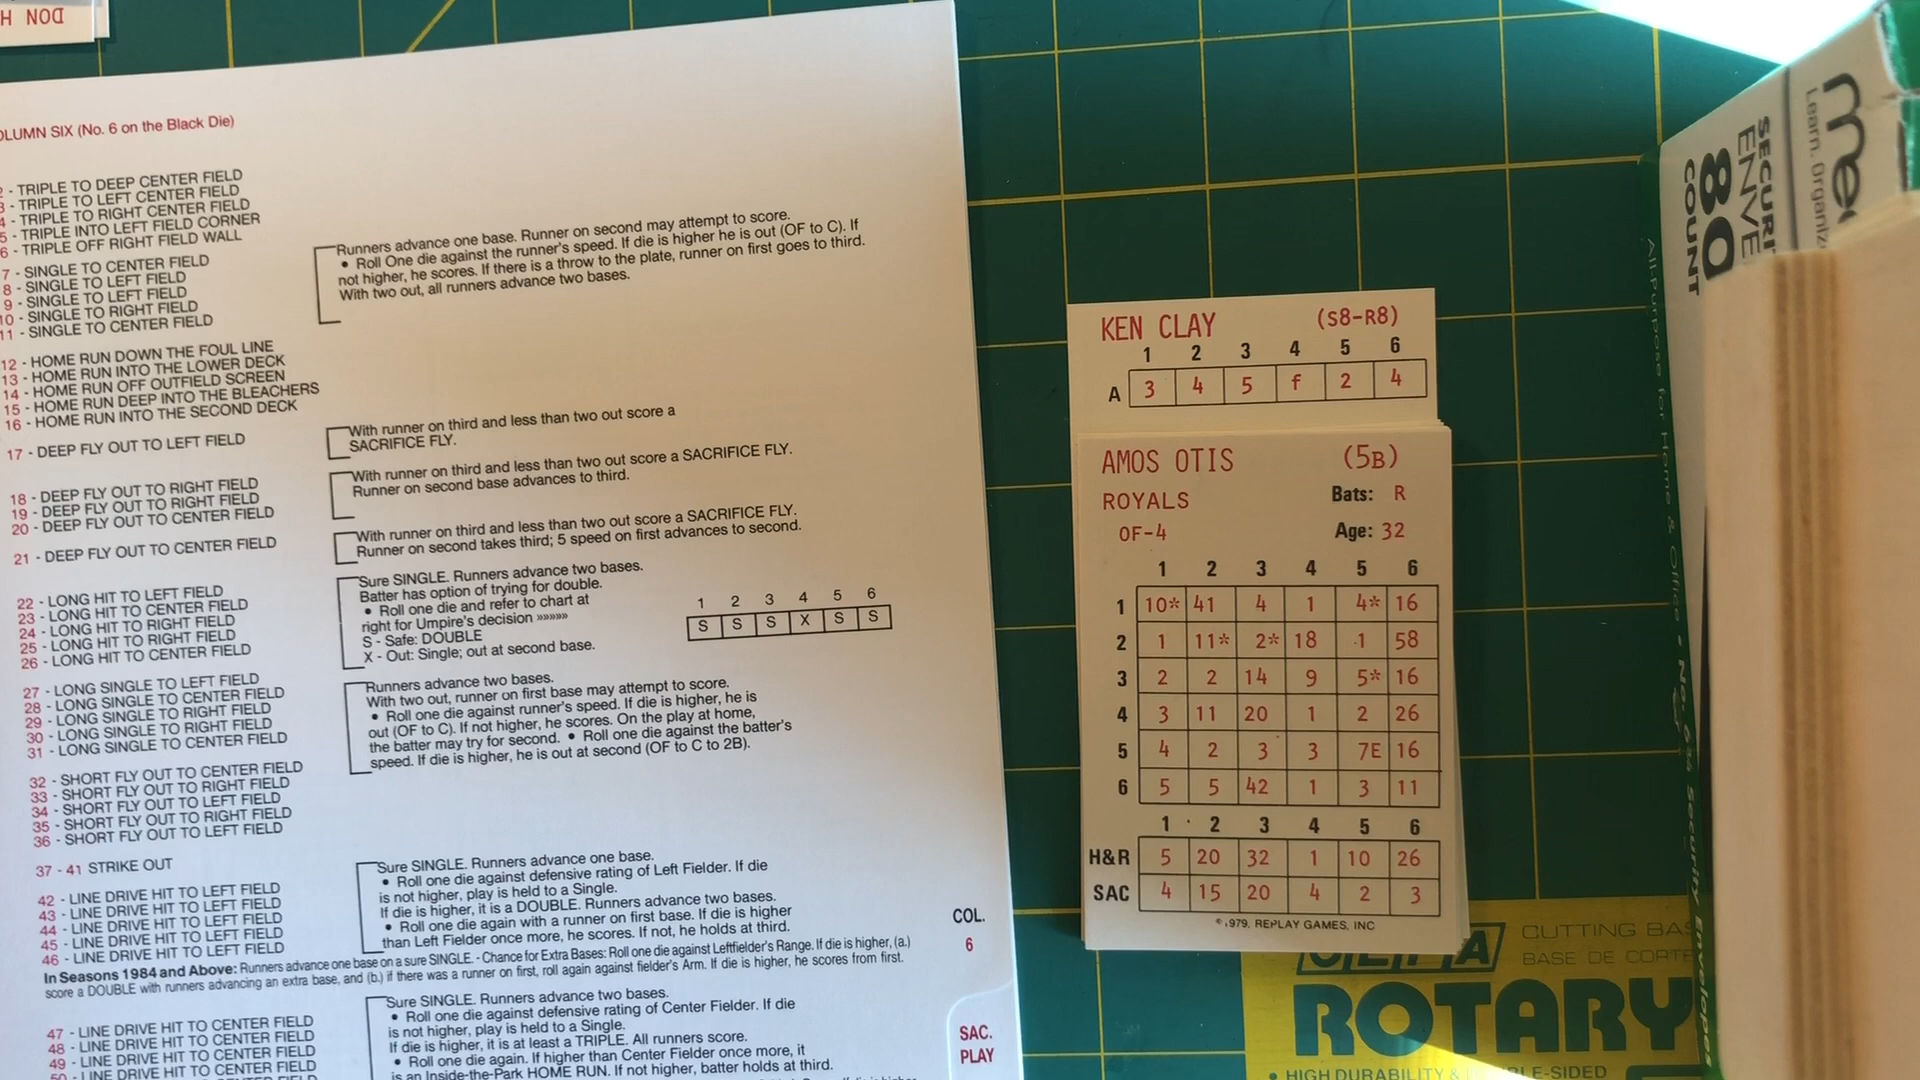 DON H
COLUMN SIX (No. 6 on the Black Die)
2 - TRIPLE TO DEEP CENTER FIELD
3 - TRIPLE TO LEFT CENTER FIELD
4 - TRIPLE TO RIGHT CENTER FIELD
5 - TRIPLE INTO LEFT FIELD CORNER
6 - TRIPLE OFF RIGHT FIELD WALL
7 - SINGLE TO CENTER FIELD
8 - SINGLE TO LEFT FIELD
9 - SINGLE TO LEFT FIELD
10 - SINGLE TO RIGHT FIELD
11 - SINGLE TO CENTER FIELD
Runners advance one base. Runner on second may attempt to score.
• Roll One die against the runner's speed. If die is higher he is out (OF to C). If
not higher, he scores. If there is a throw to the plate, runner on first goes to third.
With two out, all runners advance two bases.
12 - HOME RUN DOWN THE FOUL LINE
13 - HOME RUN INTO THE LOWER DECK
14 - HOME RUN OFF OUTFIELD SCREEN
15 - HOME RUN DEEP INTO THE BLEACHERS
16 - HOME RUN INTO THE SECOND DECK
17 - DEEP FLY OUT TO LEFT FIELD
With runner on third and less than two out score a
SACRIFICE FLY.
18 - DEEP FLY OUT TO RIGHT FIELD
19 - DEEP FLY OUT TO RIGHT FIELD
20 - DEEP FLY OUT TO CENTER FIELD
With runner on third and less than two out score a SACRIFICE FLY.
Runner on second base advances to third.
21 - DEEP FLY OUT TO CENTER FIELD
With runner on third and less than two out score a SACRIFICE FLY.
Runner on second takes third; 5 speed on first advances to second.
22 - LONG HIT TO LEFT FIELD
23 - LONG HIT TO CENTER FIELD
24 - LONG HIT TO RIGHT FIELD
25 - LONG HIT TO RIGHT FIELD
26 - LONG HIT TO CENTER FIELD
Sure SINGLE. Runners advance two bases.
Batter has option of trying for double.
• Roll one die and refer to chart at
right for Umpire's decision »»»»»
S - Safe: DOUBLE
X - Out: Single; out at second base.
1 2 3 4 5 6
S S S X S S
27 - LONG SINGLE TO LEFT FIELD
28 - LONG SINGLE TO CENTER FIELD
29 - LONG SINGLE TO RIGHT FIELD
30 - LONG SINGLE TO RIGHT FIELD
31 - LONG SINGLE TO CENTER FIELD
Runners advance two bases.
With two out, runner on first base may attempt to score.
• Roll one die against runner's speed. If die is higher, he is
out (OF to C). If not higher, he scores. On the play at home,
the batter may try for second. • Roll one die against the batter's
speed. If die is higher, he is out at second (OF to C to 2B).
32 - SHORT FLY OUT TO CENTER FIELD
33 - SHORT FLY OUT TO RIGHT FIELD
34 - SHORT FLY OUT TO LEFT FIELD
35 - SHORT FLY OUT TO RIGHT FIELD
36 - SHORT FLY OUT TO LEFT FIELD
37 - 41 STRIKE OUT
42 - LINE DRIVE HIT TO LEFT FIELD
43 - LINE DRIVE HIT TO LEFT FIELD
44 - LINE DRIVE HIT TO LEFT FIELD
45 - LINE DRIVE HIT TO LEFT FIELD
46 - LINE DRIVE HIT TO LEFT FIELD
Sure SINGLE. Runners advance one base.
• Roll one die against defensive rating of Left Fielder. If die
is not higher, play is held to a Single.
If die is higher, it is a DOUBLE. Runners advance two bases.
• Roll one die again with a runner on first base. If die is higher
than Left Fielder once more, he scores. If not, he holds at third.
In Seasons 1984 and Above: Runners advance one base on a sure SINGLE. - Chance for Extra Bases: Roll one die against Leftfielder's Range. If die is higher, (a.)
score a DOUBLE with runners advancing an extra base, and (b.) if there was a runner on first, roll again against fielder's Arm. If die is higher, he scores from first.
47 - LINE DRIVE HIT TO CENTER FIELD
48 - LINE DRIVE HIT TO CENTER FIELD
49 - LINE DRIVE HIT TO CENTER FIELD
50 - LINE DRIVE HIT TO CENTER FIELD
Sure SINGLE. Runners advance two bases.
• Roll one die against defensive rating of Center Fielder. If die
is not higher, play is held to a Single.
If die is higher, it is at least a TRIPLE. All runners score.
• Roll one die again. If higher than Center Fielder once more, it
is an Inside-the-Park HOME RUN. If not higher, batter holds at third.
COL.
6
SAC.
PLAY
KEN CLAY (S8-R8)
1 2 3 4 5 6
A 3 4 5 f 2 4
AMOS OTIS (5B)
ROYALS Bats: R
OF-4 Age: 32
1 2 3 4 5 6
1 10* 41 4 1 4* 16
2 1 11* 2* 18 1 58
3 2 2 14 9 5* 16
4 3 11 20 1 2 26
5 4 2 3 3 7E 16
6 5 5 42 1 3 11
1 2 3 4 5 6
H&R 5 20 32 1 10 26
SAC 4 15 20 4 2 3
© 1979, REPLAY GAMES, INC
OLFA
CUTTING
BASE DE
ROTARY
• HIGH DURABILITY &
-SIDED
Learn. Organize
SECURITY
ENVE
80
COUNT
All-Purpose for Home & Office • No. 6¾ Security Envelopes